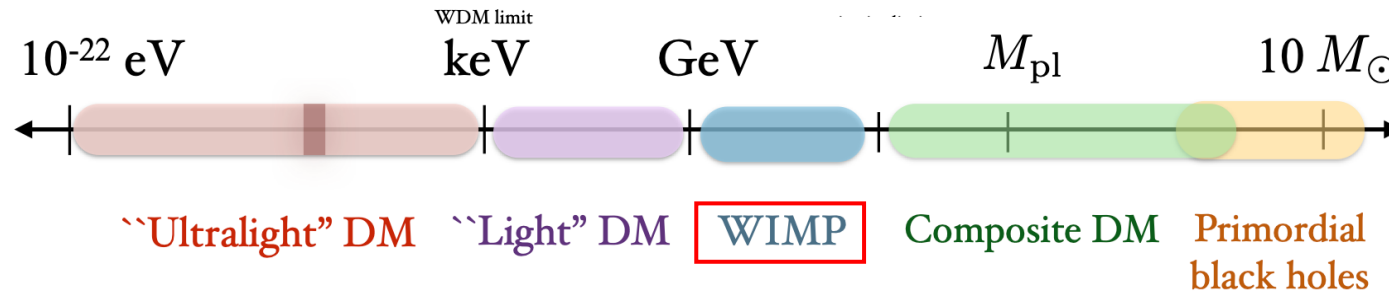 WDM limit
10⁻²² eV keV GeV Mpl 10 M☉
``Ultralight” DM ``Light” DM WIMP Composite DM Primordial
black holes